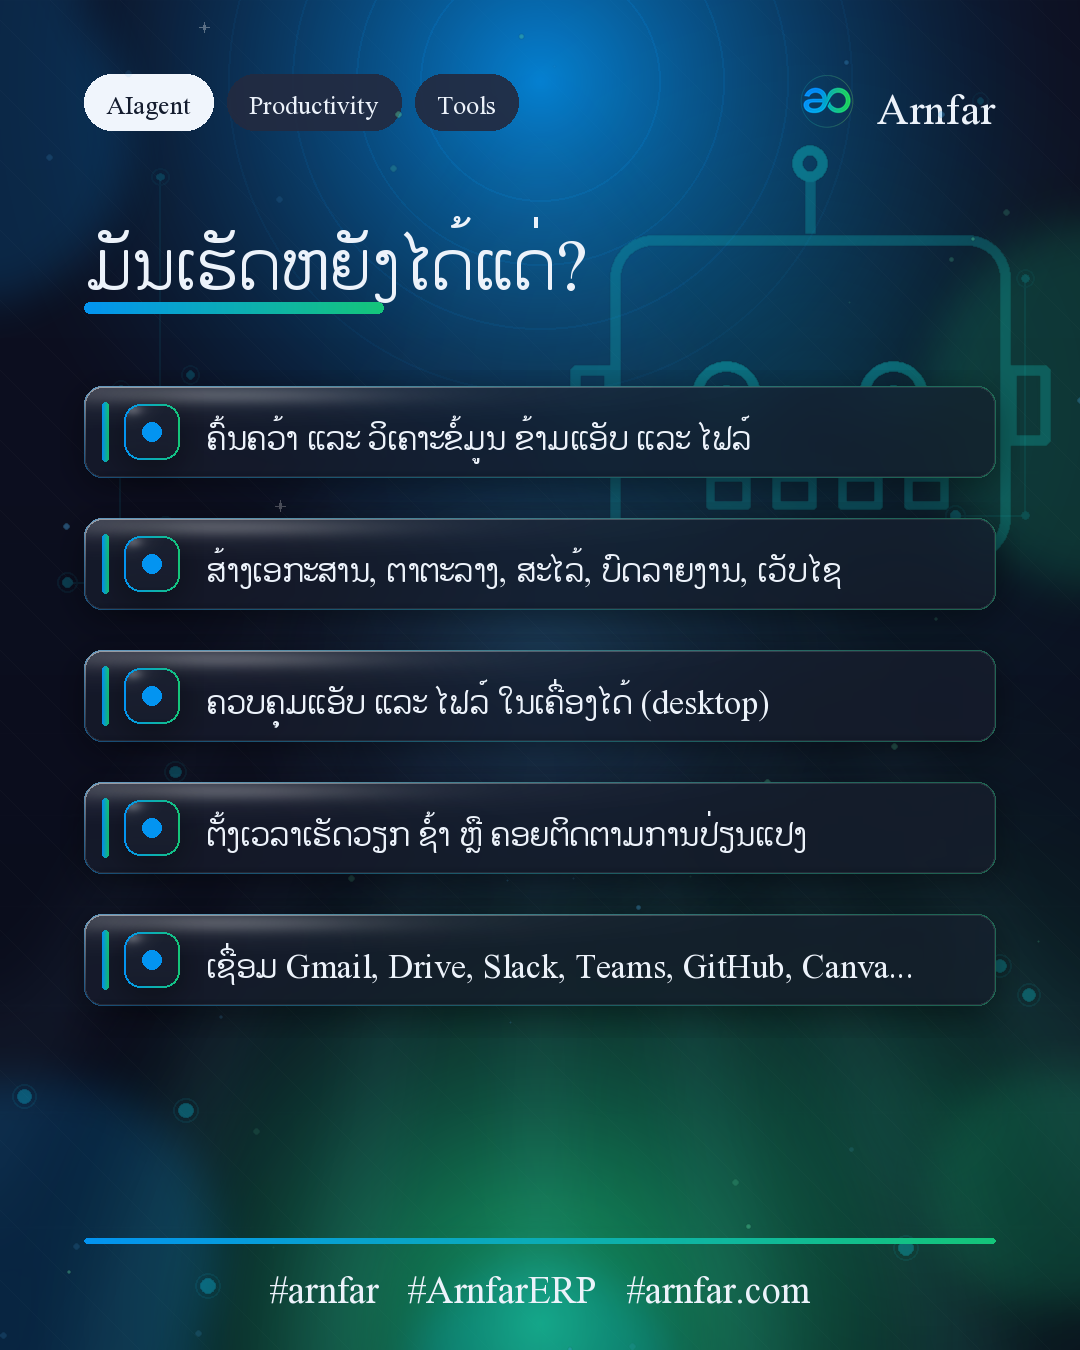 AIagent Productivity Tools
Arnfar
ມັນເຮັດຫຍັງໄດ້ແດ່?
ຄົ້ນຄວ້າ ແລະ ວິເຄາະຂໍ້ມູນ ຂ້າມແອັບ ແລະ ໄຟລ໌
ສ້າງເອກະສານ, ຕາຕະລາງ, ສະໄລ້, ບົດລາຍງານ, ເວັບໄຊ
ຄວບຄຸມແອັບ ແລະ ໄຟລ໌ ໃນເຄື່ອງໄດ້ (desktop)
ຕັ້ງເວລາເຮັດວຽກ ຊ້ຳ ຫຼື ຄອຍຕິດຕາມການປ່ຽນແປງ
ເຊື່ອມ Gmail, Drive, Slack, Teams, GitHub, Canva...
#arnfar #ArnfarERP #arnfar.com